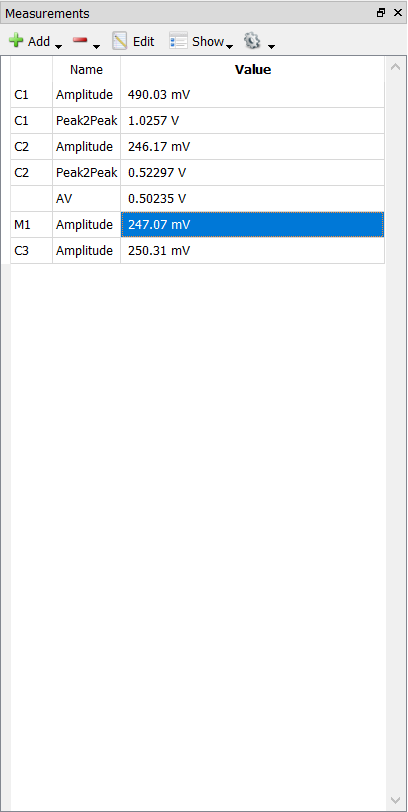 Measurements
Add Edit Show
Name Value
C1 Amplitude 490.03 mV
C1 Peak2Peak 1.0257 V
C2 Amplitude 246.17 mV
C2 Peak2Peak 0.52297 V
AV 0.50235 V
M1 Amplitude 247.07 mV
C3 Amplitude 250.31 mV